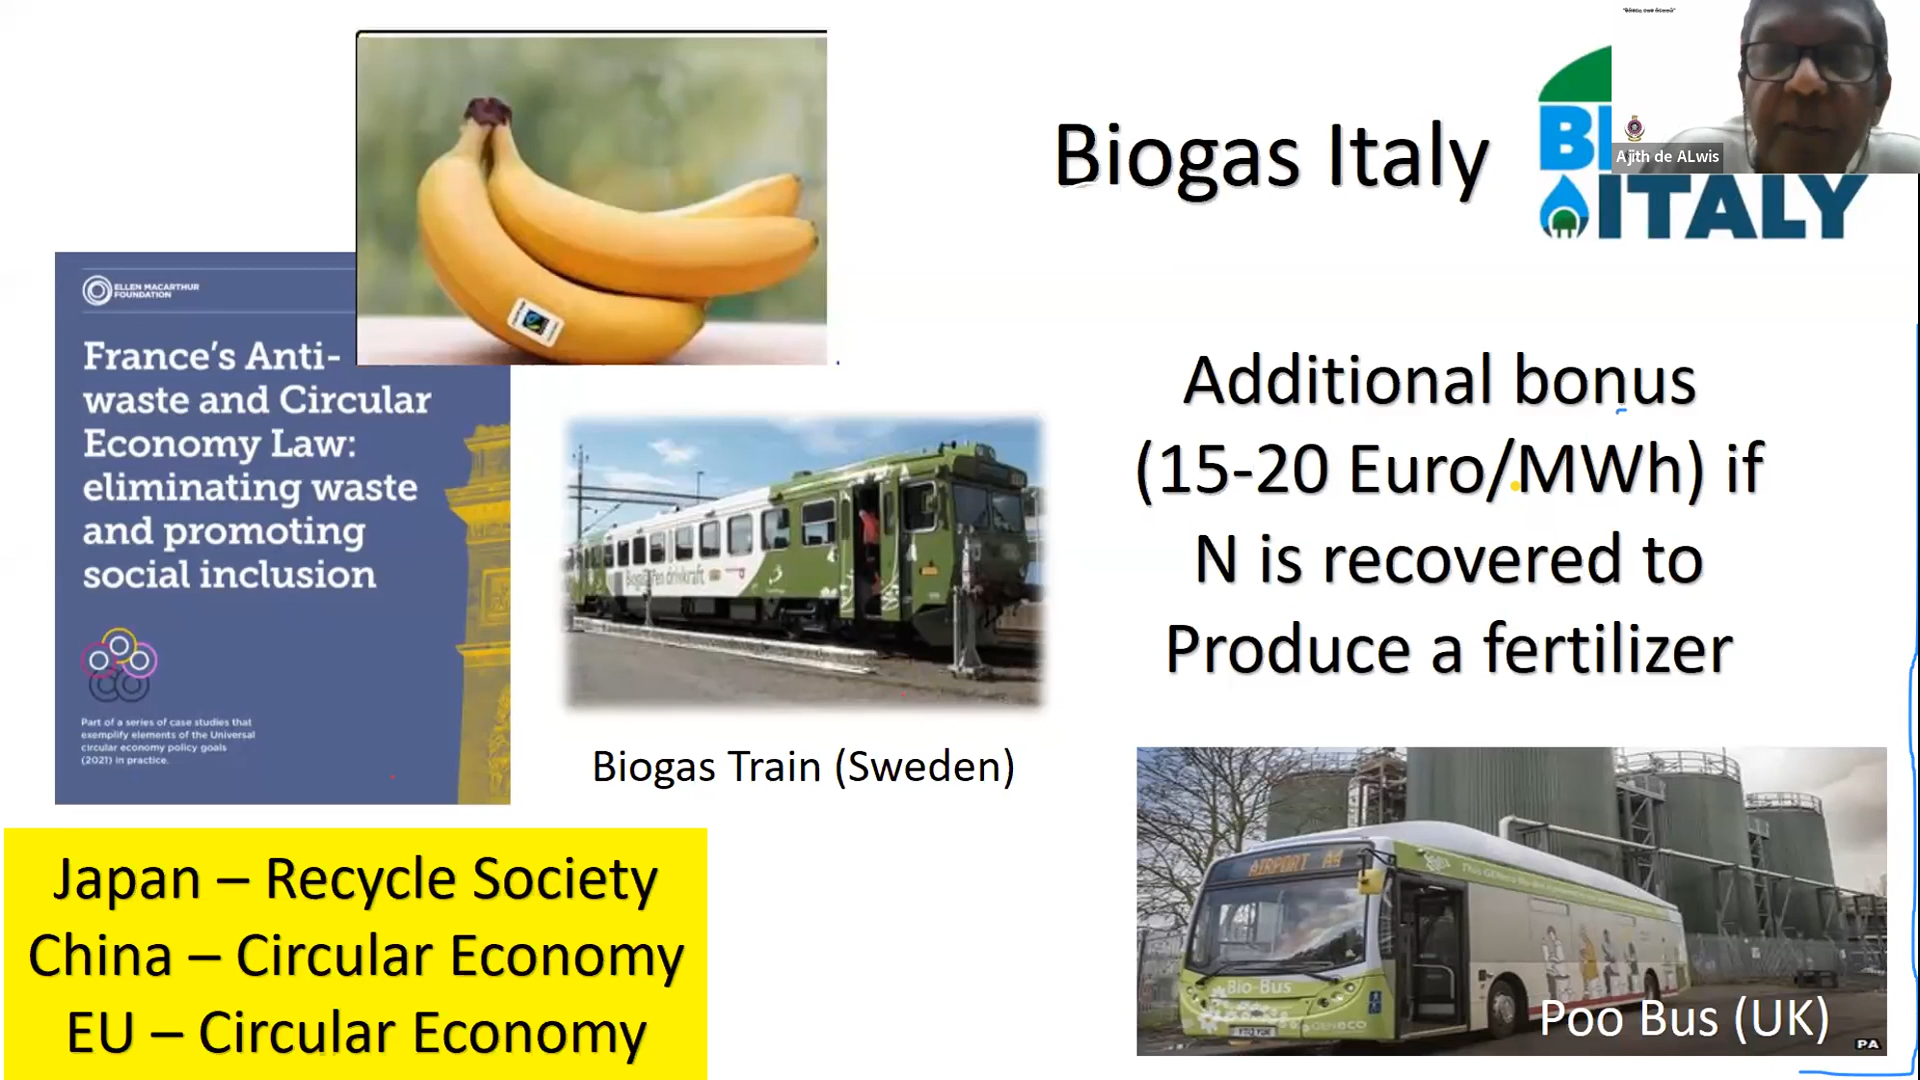 Biogas Italy
BI
ITALY
Ajith de ALwis
ELLEN MACARTHUR
FOUNDATION
France's Anti-
waste and Circular
Economy Law:
eliminating waste
and promoting
social inclusion
Part of a series of case studies that
exemplify elements of the Universal
circular economy policy goals
(2021) in practice.
Additional bonus
(15-20 Euro/MWh) if
N is recovered to
Produce a fertilizer
Biogas Train (Sweden)
AIRPORT A4
Bio-Bus
GENeco
Poo Bus (UK)
PA
Japan – Recycle Society
China – Circular Economy
EU – Circular Economy